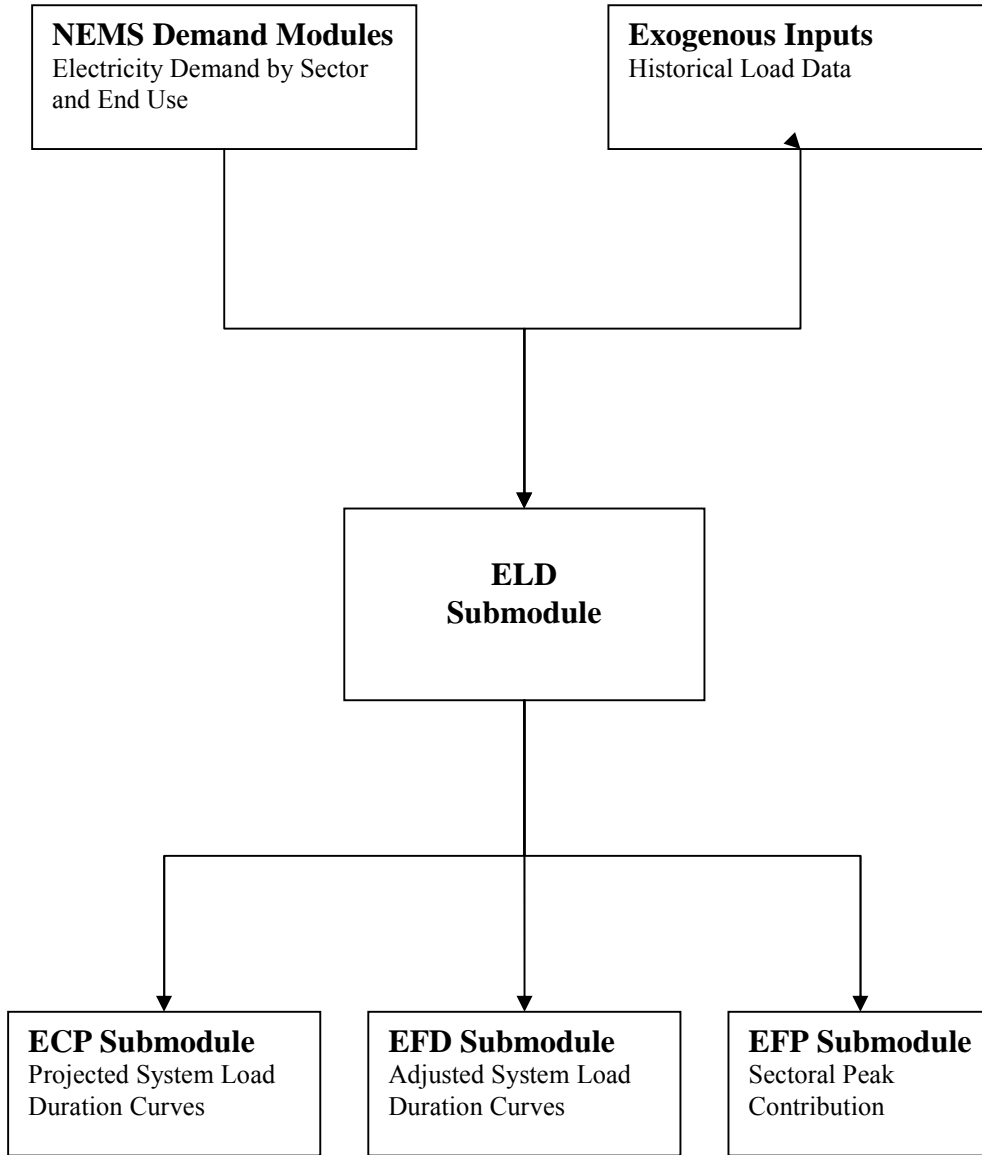 NEMS Demand Modules
Electricity Demand by Sector
and End Use
Exogenous Inputs
Historical Load Data
ELD
Submodule
ECP Submodule
Projected System Load
Duration Curves
EFD Submodule
Adjusted System Load
Duration Curves
EFP Submodule
Sectoral Peak
Contribution